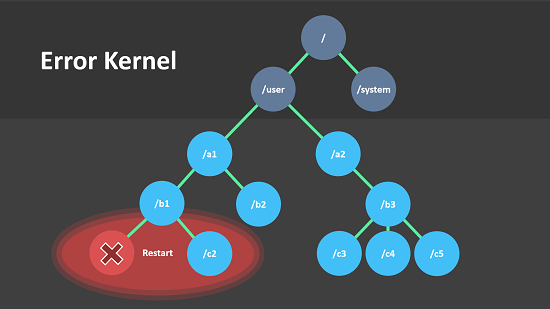 /
Error Kernel
/user
/system
/a1
/a2
/b1
/b2
/b3
Restart
/c2
/c3
/c4
/c5